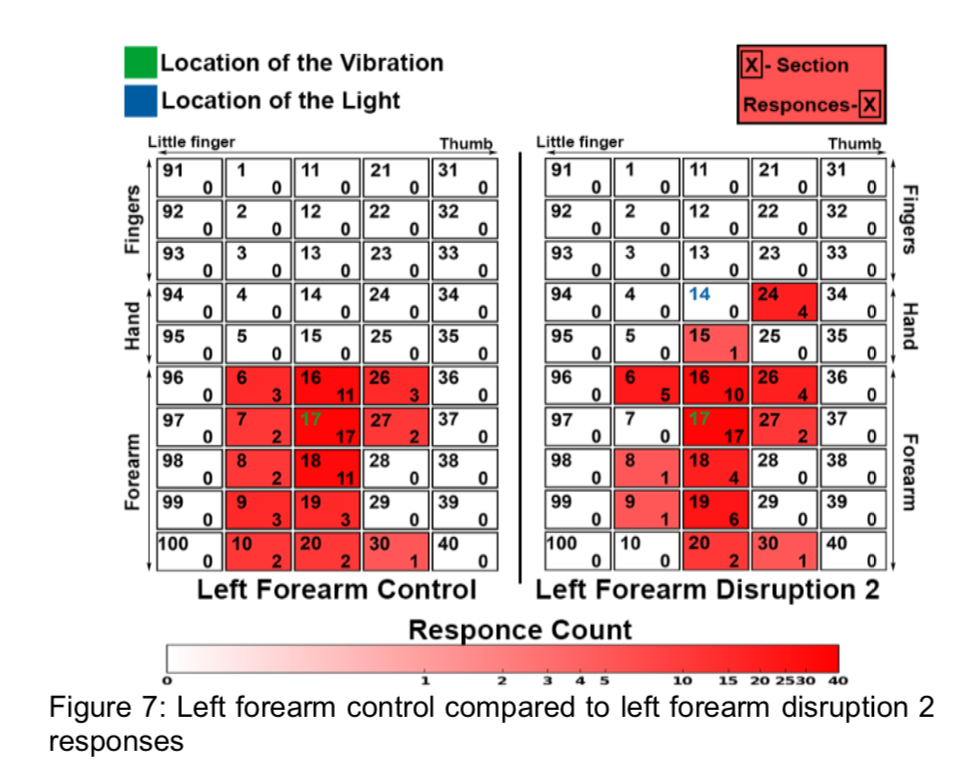 Location of the Vibration
Location of the Light
X - Section
Responces- X
Little finger Thumb Little finger Thumb
Fingers
Hand
Forearm
91 0 1 0 11 0 21 0 31 0
92 0 2 0 12 0 22 0 32 0
93 0 3 0 13 0 23 0 33 0
94 0 4 0 14 0 24 0 34 0
95 0 5 0 15 0 25 0 35 0
96 0 6 3 16 11 26 3 36 0
97 0 7 2 17 17 27 2 37 0
98 0 8 2 18 11 28 0 38 0
99 0 9 3 19 3 29 0 39 0
100 0 10 2 20 2 30 1 40 0
Left Forearm Control
91 0 1 0 11 0 21 0 31 0
92 0 2 0 12 0 22 0 32 0
93 0 3 0 13 0 23 0 33 0
94 0 4 0 14 0 24 4 34 0
95 0 5 0 15 1 25 0 35 0
96 0 6 5 16 10 26 4 36 0
97 0 7 0 17 17 27 2 37 0
98 0 8 1 18 4 28 0 38 0
99 0 9 1 19 6 29 0 39 0
100 0 10 0 20 2 30 1 40 0
Fingers
Hand
Forearm
Left Forearm Disruption 2
Responce Count
0 1 2 3 4 5 10 15 20 25 30 40
Figure 7: Left forearm control compared to left forearm disruption 2
responses